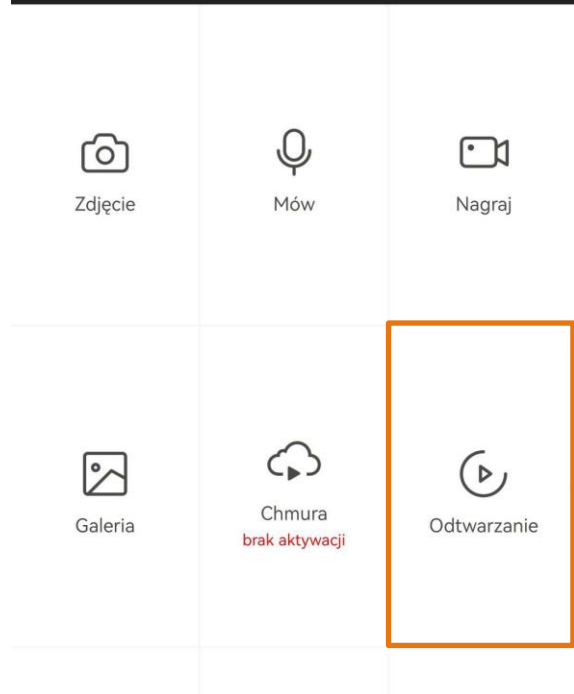 Zdjęcie
Mów
Nagraj
Galeria
Chmura
brak aktywacji
Odtwarzanie